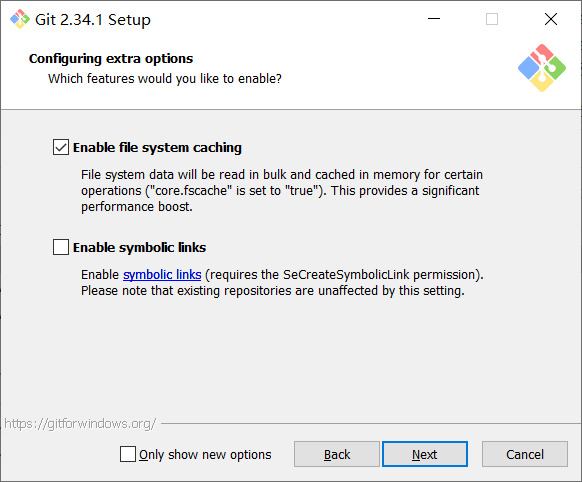 Git 2.34.1 Setup
Configuring extra options
Which features would you like to enable?
Enable file system caching
File system data will be read in bulk and cached in memory for certain
operations ("core.fscache" is set to "true"). This provides a significant
performance boost.
Enable symbolic links
Enable symbolic links (requires the SeCreateSymbolicLink permission).
Please note that existing repositories are unaffected by this setting.
https://gitforwindows.org/
Only show new options
Back
Next
Cancel